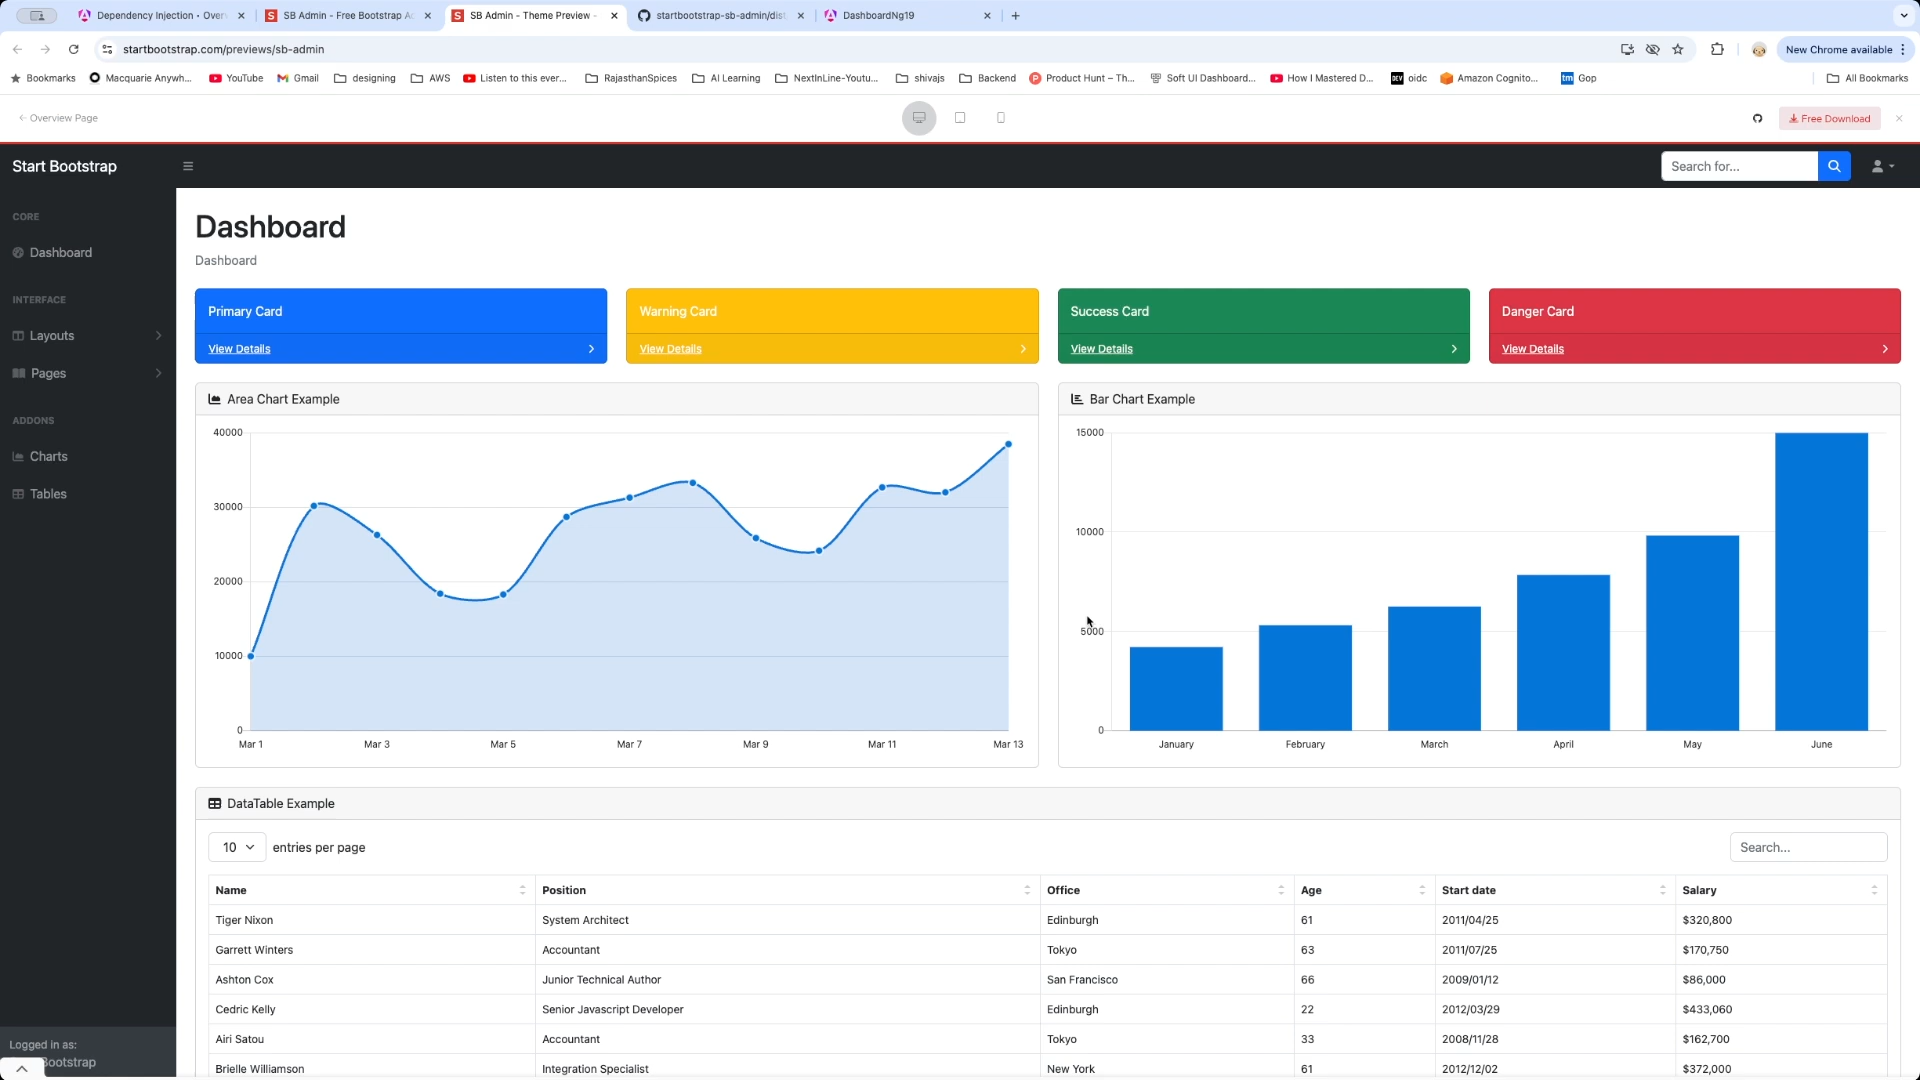 Dependency Injection • Over
SB Admin - Free Bootstrap A
SB Admin - Theme Preview -
startbootstrap-sb-admin/dist
DashboardNg19
startbootstrap.com/previews/sb-admin
New Chrome available
Bookmarks
Macquarie Anywh...
YouTube
Gmail
designing
AWS
Listen to this ever...
RajasthanSpices
AI Learning
NextInLine-Youtu...
shivajs
Backend
Product Hunt – Th...
Soft UI Dashboard...
How I Mastered D...
DEV oidc
Amazon Cognito...
tm Gop
All Bookmarks
← Overview Page
Free Download
Start Bootstrap
Search for...
CORE
Dashboard
INTERFACE
Layouts
Pages
ADDONS
Charts
Tables
Logged in as:
Bootstrap
Dashboard
Dashboard
Primary Card
View Details
Warning Card
View Details
Success Card
View Details
Danger Card
View Details
Area Chart Example
40000
30000
20000
10000
0
Mar 1
Mar 3
Mar 5
Mar 7
Mar 9
Mar 11
Mar 13
Bar Chart Example
15000
10000
5000
0
January
February
March
April
May
June
DataTable Example
10 entries per page
Search...
Name Position Office Age Start date Salary
Tiger Nixon System Architect Edinburgh 61 2011/04/25 $320,800
Garrett Winters Accountant Tokyo 63 2011/07/25 $170,750
Ashton Cox Junior Technical Author San Francisco 66 2009/01/12 $86,000
Cedric Kelly Senior Javascript Developer Edinburgh 22 2012/03/29 $433,060
Airi Satou Accountant Tokyo 33 2008/11/28 $162,700
Brielle Williamson Integration Specialist New York 61 2012/12/02 $372,000